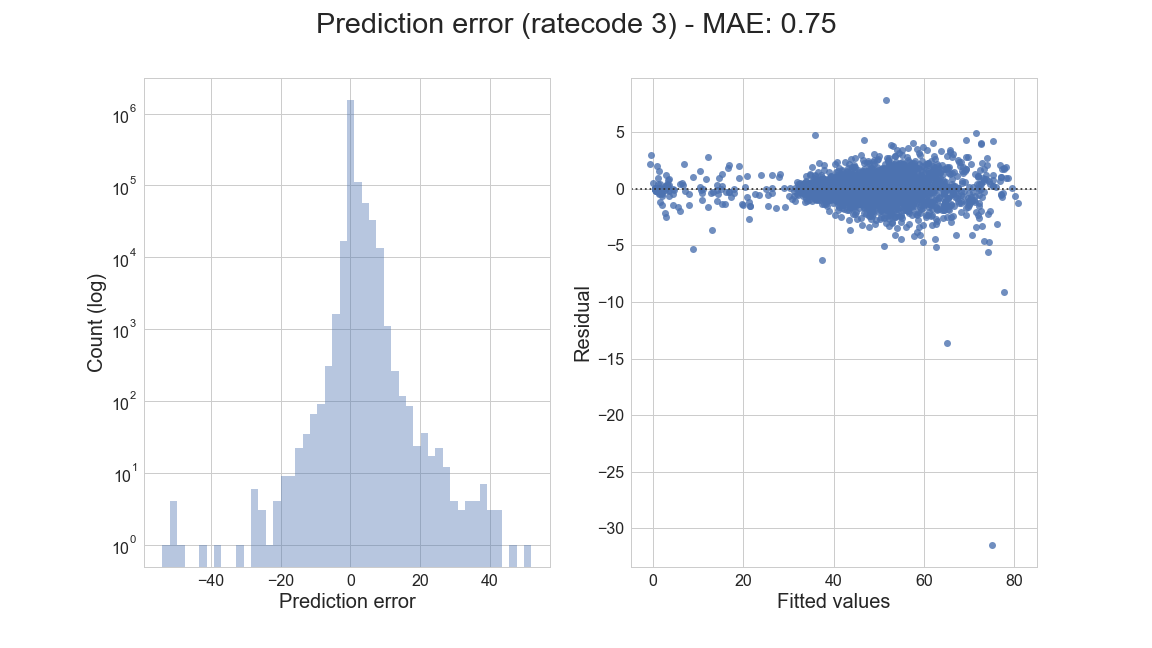 Prediction error (ratecode 3) - MAE: 0.75
Count (log)
10^6
10^5
10^4
10^3
10^2
10^1
10^0
−40 −20 0 20 40
Prediction error
Residual
5
0
−5
−10
−15
−20
−25
−30
0 20 40 60 80
Fitted values